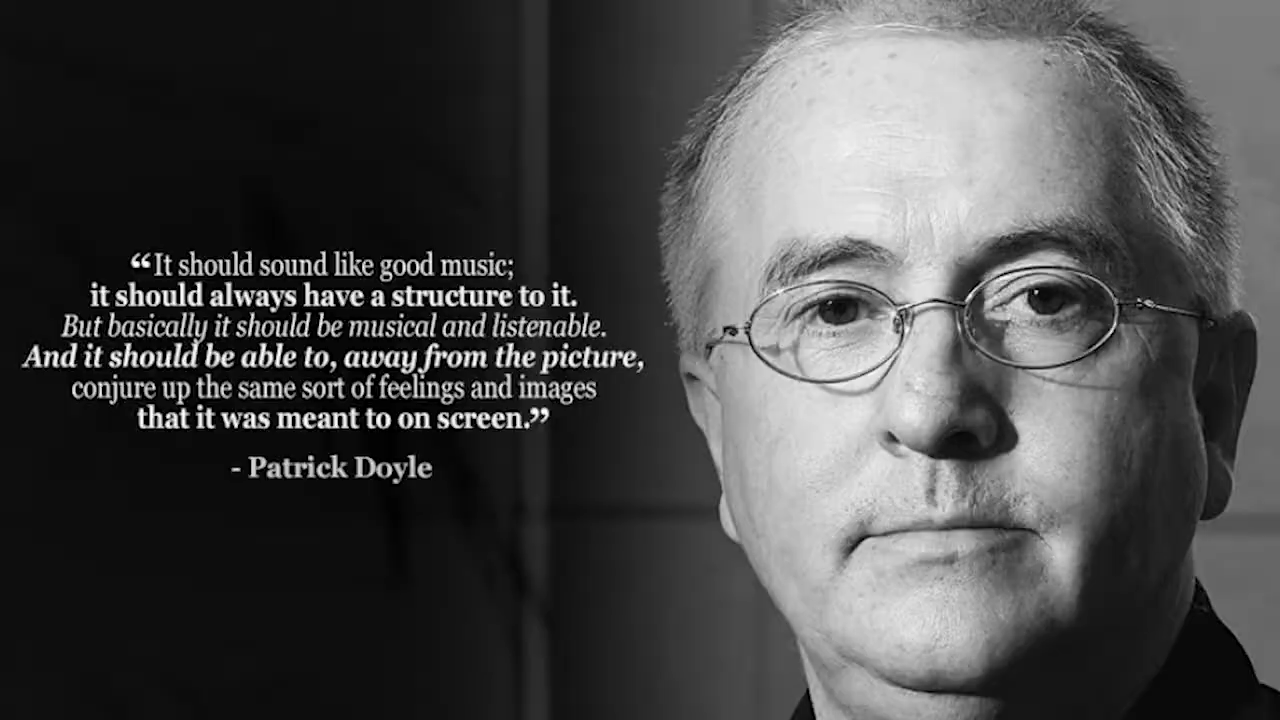 “It should sound like good music;
it should always have a structure to it.
But basically it should be musical and listenable.
And it should be able to, away from the picture,
conjure up the same sort of feelings and images
that it was meant to on screen.”
- Patrick Doyle